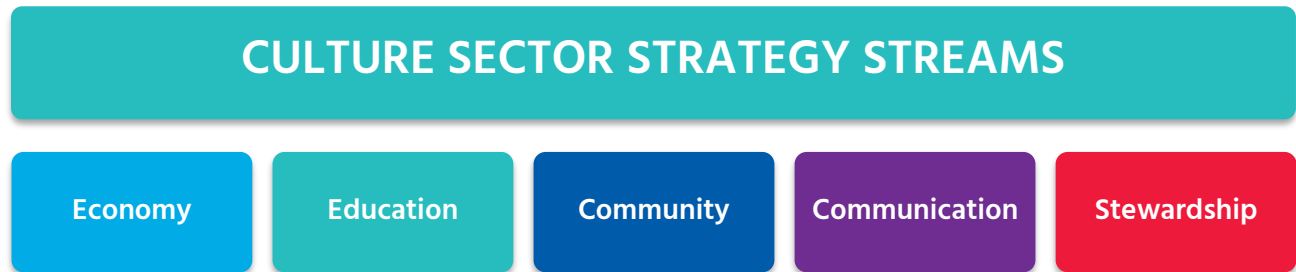 CULTURE SECTOR STRATEGY STREAMS
Economy
Education
Community
Communication
Stewardship